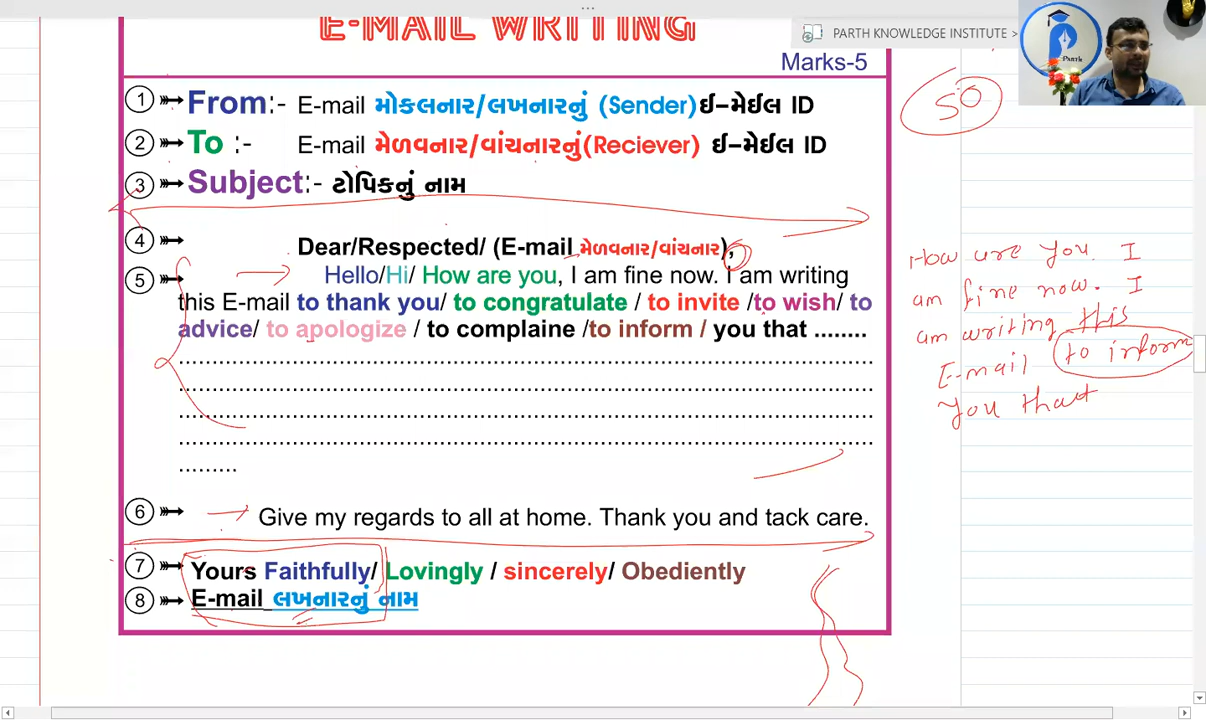 E-MAIL WRITING
PARTH KNOWLEDGE INSTITUTE >
Parth
Marks-5
1 From:- E-mail મોકલનાર/લખનારનું (Sender)ઈ-મેઈલ ID
2 To :- E-mail મેળવનાર/વાંચનારનું(Reciever) ઈ-મેઈલ ID
3 Subject:- ટોપિકનું નામ
4 Dear/Respected/ (E-mail મેળવનાર/વાંચનાર),
5 Hello/Hi/ How are you, I am fine now. I am writing
this E-mail to thank you/ to congratulate / to invite /to wish/ to
advice/ to apologize / to complaine /to inform / you that ........
6 Give my regards to all at home. Thank you and tack care.
7 Yours Faithfully/ Lovingly / sincerely/ Obediently
8 E-mail લખનારનું નામ
50
How are you. I
am fine now. I
am writing this
E-mail to inform
you that